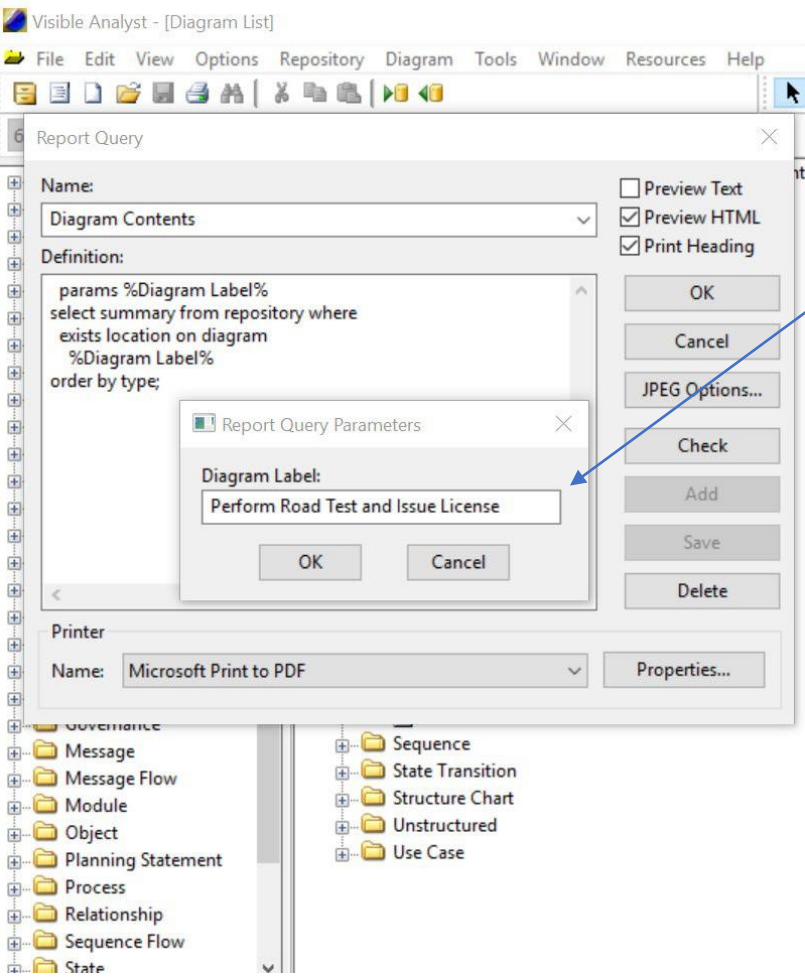 Visible Analyst - [Diagram List]
File Edit View Options Repository Diagram Tools Window Resources Help
Report Query
Name:
Diagram Contents
Definition:
params %Diagram Label%
select summary from repository where
exists location on diagram
%Diagram Label%
order by type;
Preview Text
Preview HTML
Print Heading
OK
Cancel
JPEG Options...
Check
Add
Save
Delete
Report Query Parameters
Diagram Label:
Perform Road Test and Issue License
OK Cancel
Printer
Name: Microsoft Print to PDF
Properties...
Governance
Message
Message Flow
Module
Object
Planning Statement
Process
Relationship
Sequence Flow
State
Sequence
State Transition
Structure Chart
Unstructured
Use Case